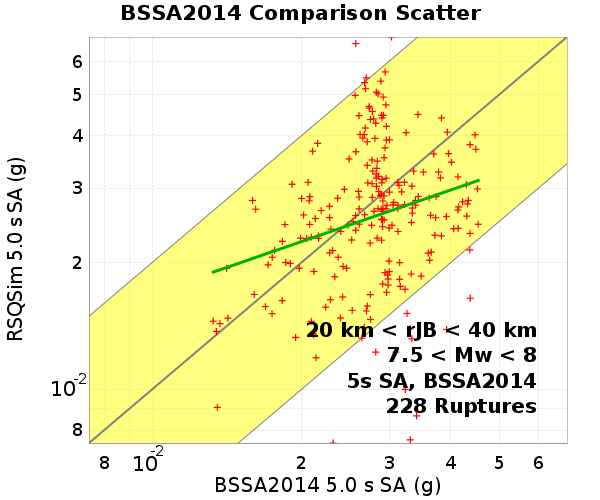 BSSA2014 Comparison Scatter
RSQSim 5.0 s SA (g)
6
5
4
3
2
10-2
8
20 km < rJB < 40 km
7.5 < Mw < 8
5s SA, BSSA2014
228 Ruptures
8 10-2 2 3 4 5 6
BSSA2014 5.0 s SA (g)